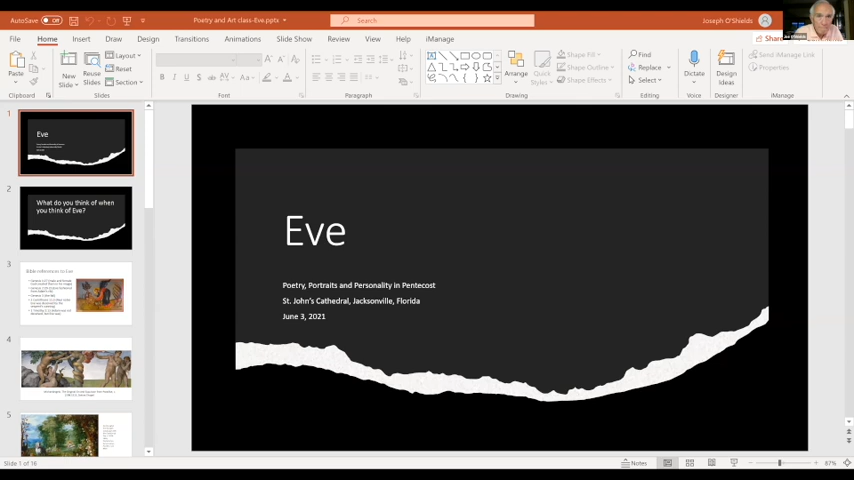 AutoSave Off Poetry and Art class-Eve.pptx Search Joseph O'Shields
File Home Insert Draw Design Transitions Animations Slide Show Review View Help iManage Share
Paste New Slide Reuse Slides Layout Reset Section Arrange Quick Styles Shape Fill Shape Outline Shape Effects Find Replace Select Dictate Design Ideas Send iManage Link Properties
Clipboard Slides Font Paragraph Drawing Editing Voice Designer iManage
1
Eve
2
What do you think of when
you think of Eve?
3
Bible references to Eve
4
5
Eve
Poetry, Portraits and Personality in Pentecost
St. John's Cathedral, Jacksonville, Florida
June 3, 2021
Slide 1 of 16 Notes 87%